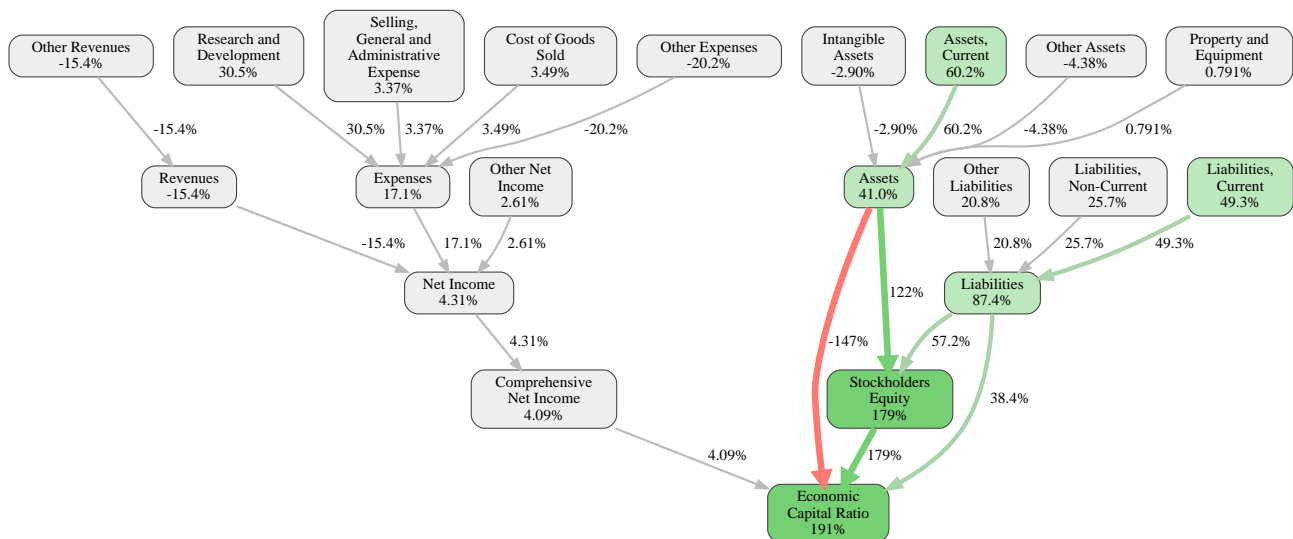 Other Revenues
-15.4%
Research and
Development
30.5%
Selling,
General and
Administrative
Expense
3.37%
Cost of Goods
Sold
3.49%
Other Expenses
-20.2%
Intangible
Assets
-2.90%
Assets,
Current
60.2%
Other Assets
-4.38%
Property and
Equipment
0.791%
-15.4%
30.5%
3.37%
3.49%
-20.2%
-2.90%
60.2%
-4.38%
0.791%
Revenues
-15.4%
Expenses
17.1%
Other Net
Income
2.61%
Assets
41.0%
Other
Liabilities
20.8%
Liabilities,
Non-Current
25.7%
Liabilities,
Current
49.3%
-15.4%
17.1%
2.61%
20.8%
25.7%
49.3%
Net Income
4.31%
122%
Liabilities
87.4%
4.31%
-147%
57.2%
Comprehensive
Net Income
4.09%
Stockholders
Equity
179%
38.4%
4.09%
179%
Economic
Capital Ratio
191%